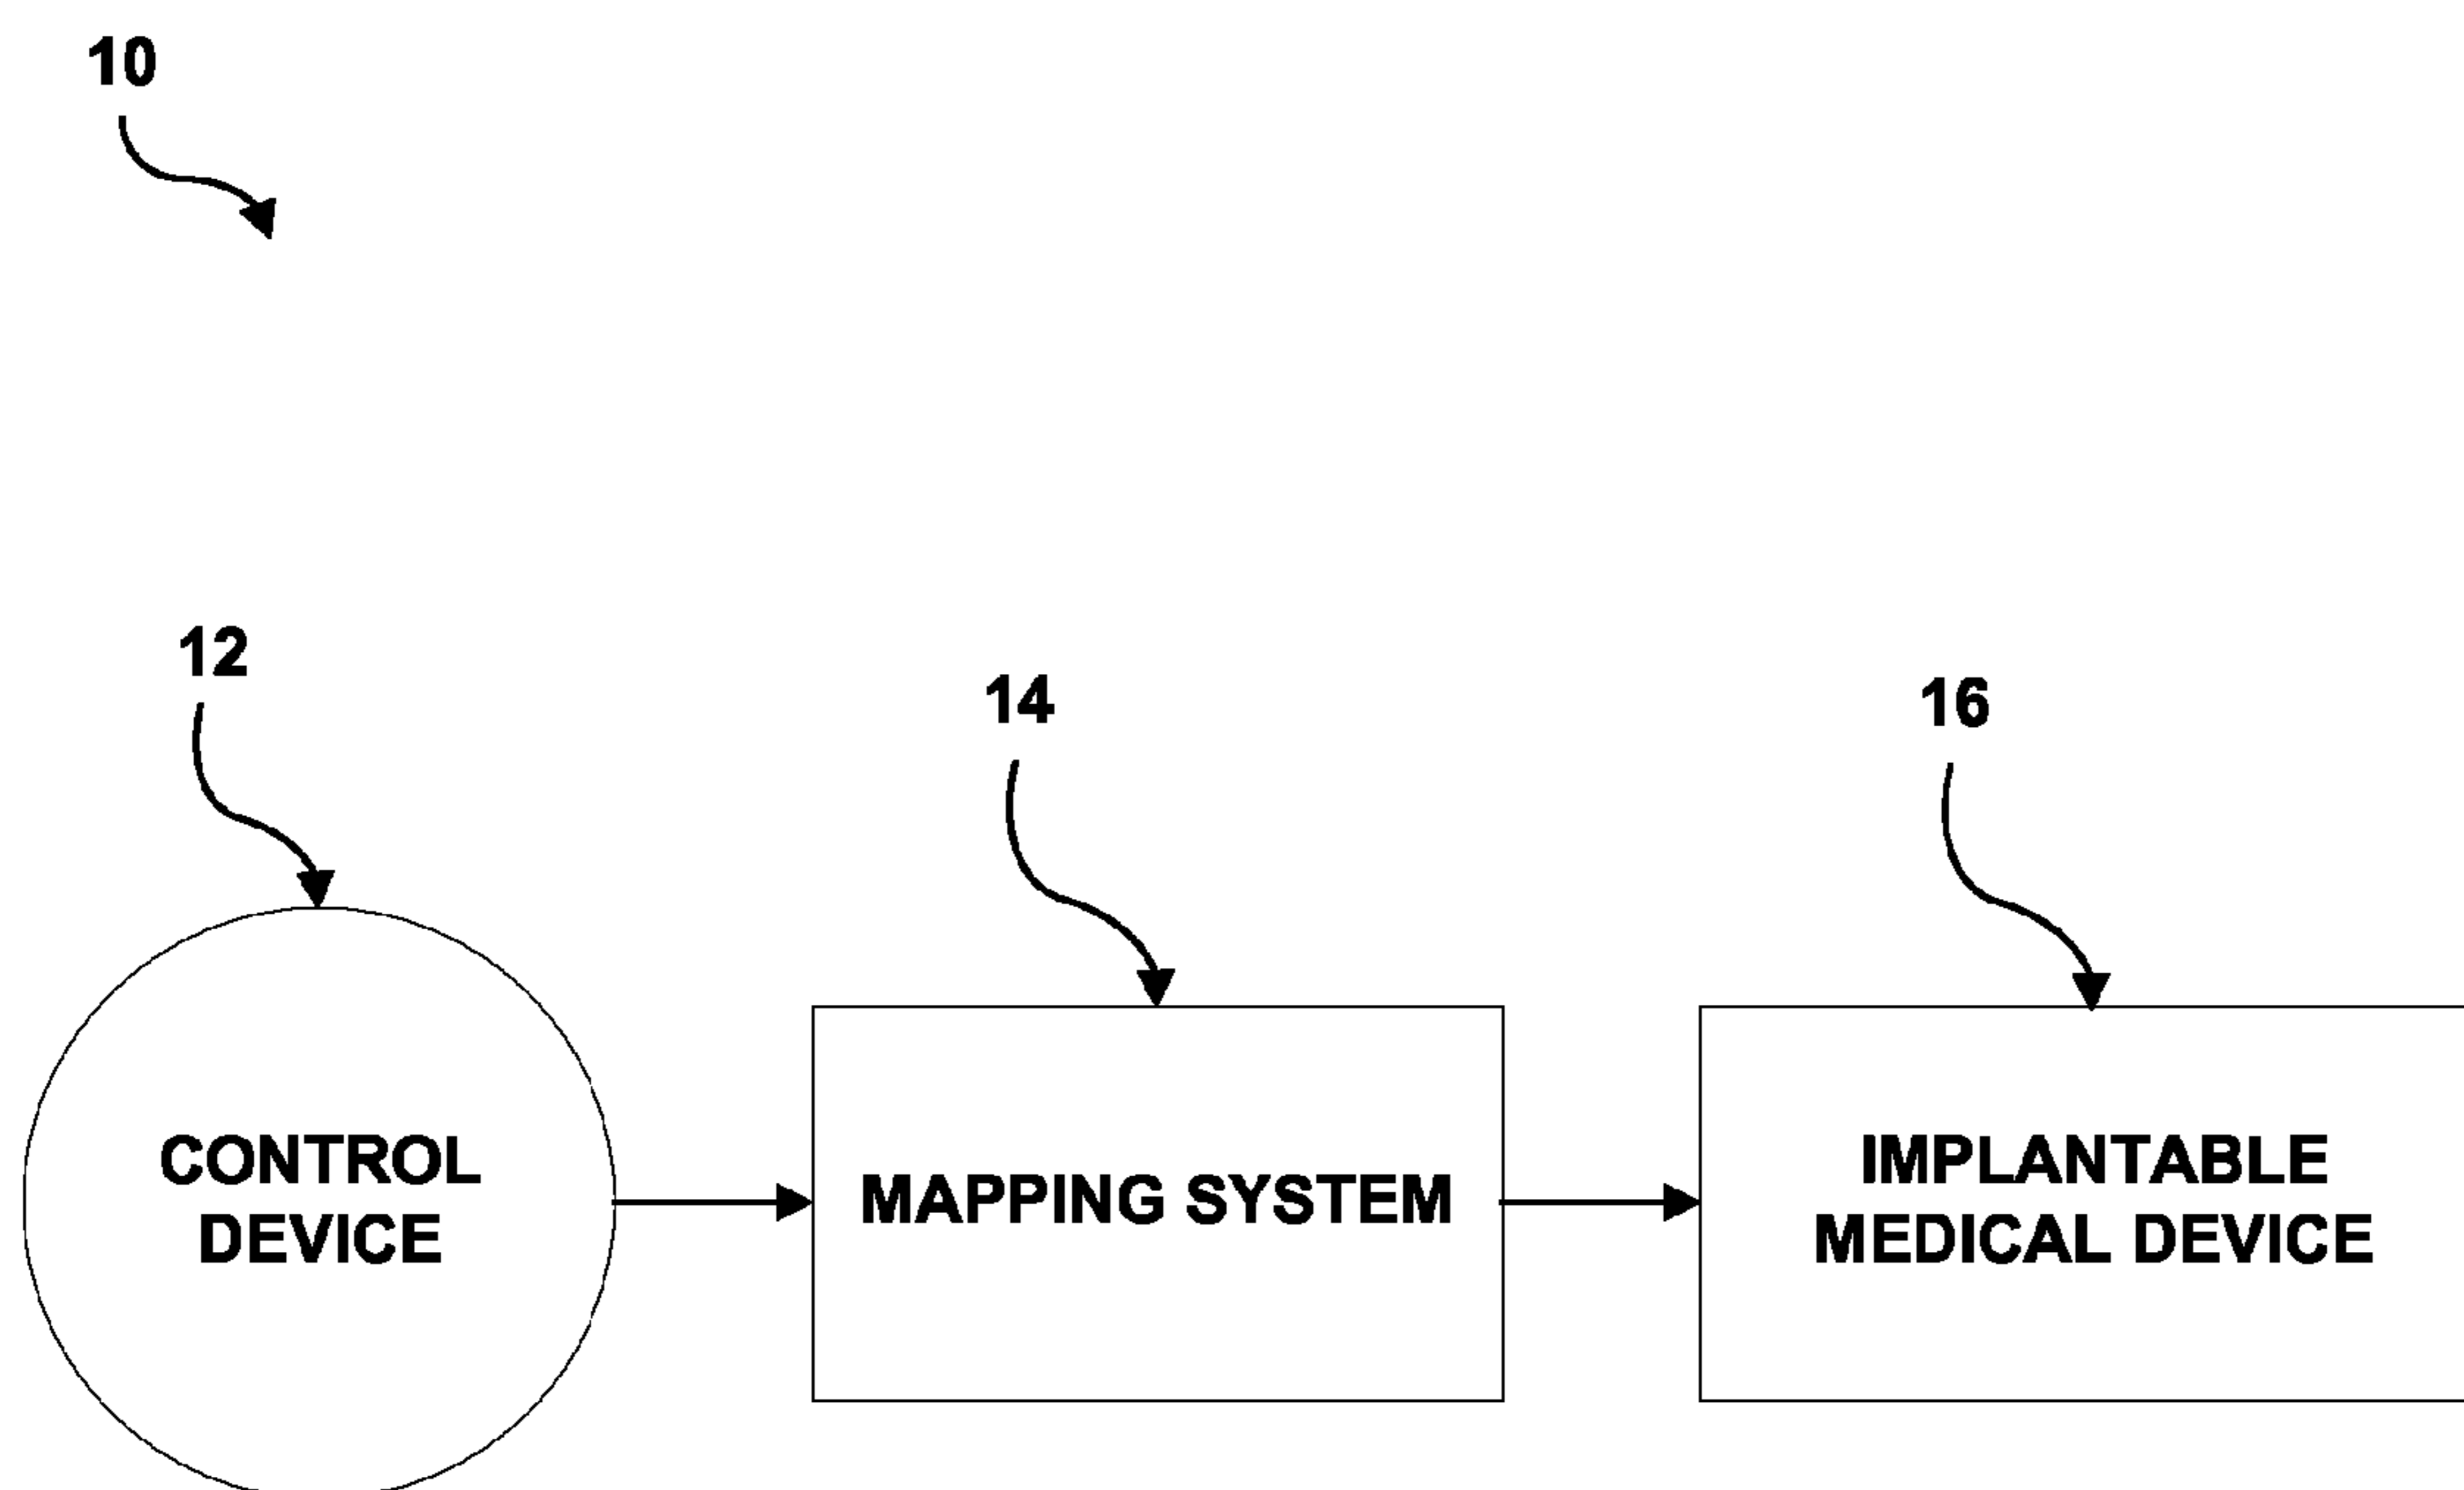 10
12
14
16
CONTROL
DEVICE
MAPPING SYSTEM
IMPLANTABLE
MEDICAL DEVICE